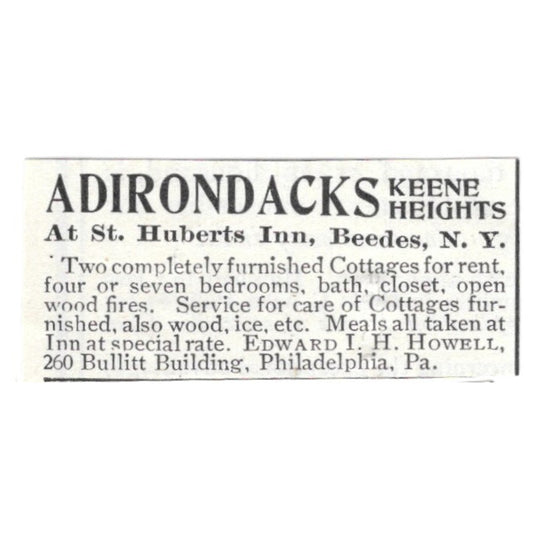 ADIRONDACKS KEENE HEIGHTS
At St. Huberts Inn, Beedes, N. Y.
Two completely furnished Cottages for rent,
four or seven bedrooms, bath, closet, open
wood fires. Service for care of Cottages fur-
nished, also wood, ice, etc. Meals all taken at
Inn at special rate. EDWARD I. H. HOWELL,
260 Bullitt Building, Philadelphia, Pa.